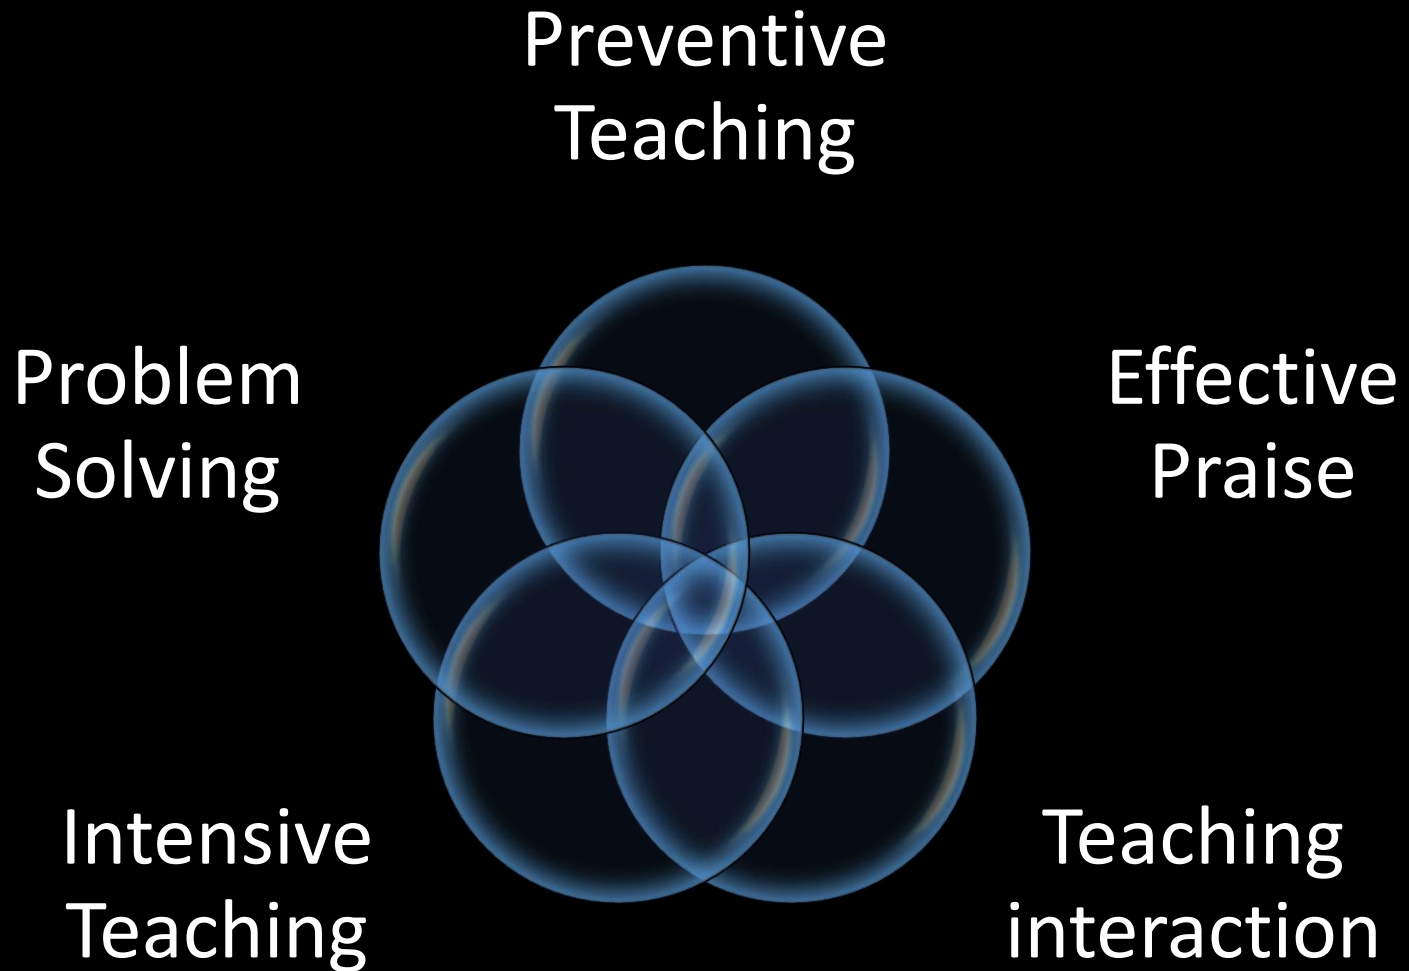 Preventive
Teaching
Problem
Solving
Effective
Praise
Intensive
Teaching
Teaching
interaction